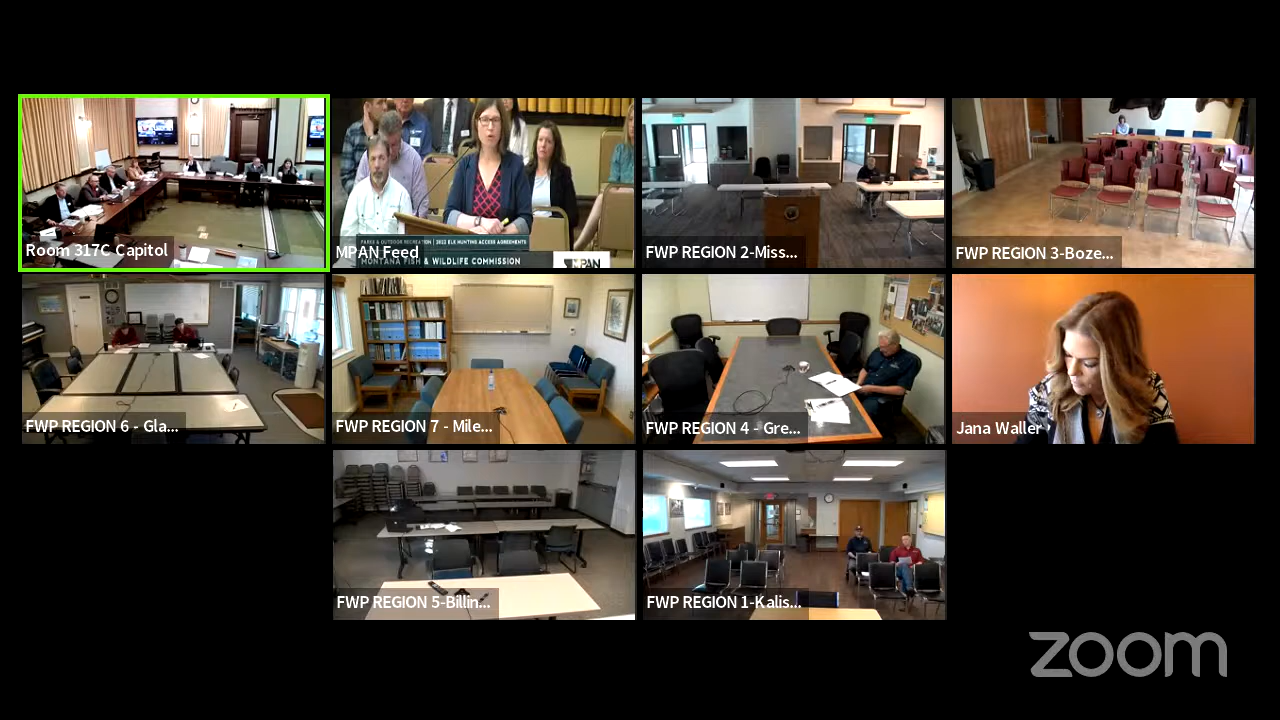 Room 317C Capitol
PARKS & OUTDOOR RECREATION | 2022 ELK HUNTING ACCESS AGREEMENTS
MPAN Feed
MONTANA FISH & WILDLIFE COMMISSION
MPAN
FWP REGION 2-Miss...
FWP REGION 3-Boze...
FWP REGION 6 - Gla...
FWP REGION 7 - Mile...
FWP REGION 4 - Gre...
Jana Waller
FWP REGION 5-Billin...
FWP REGION 1-Kalis...
zoom